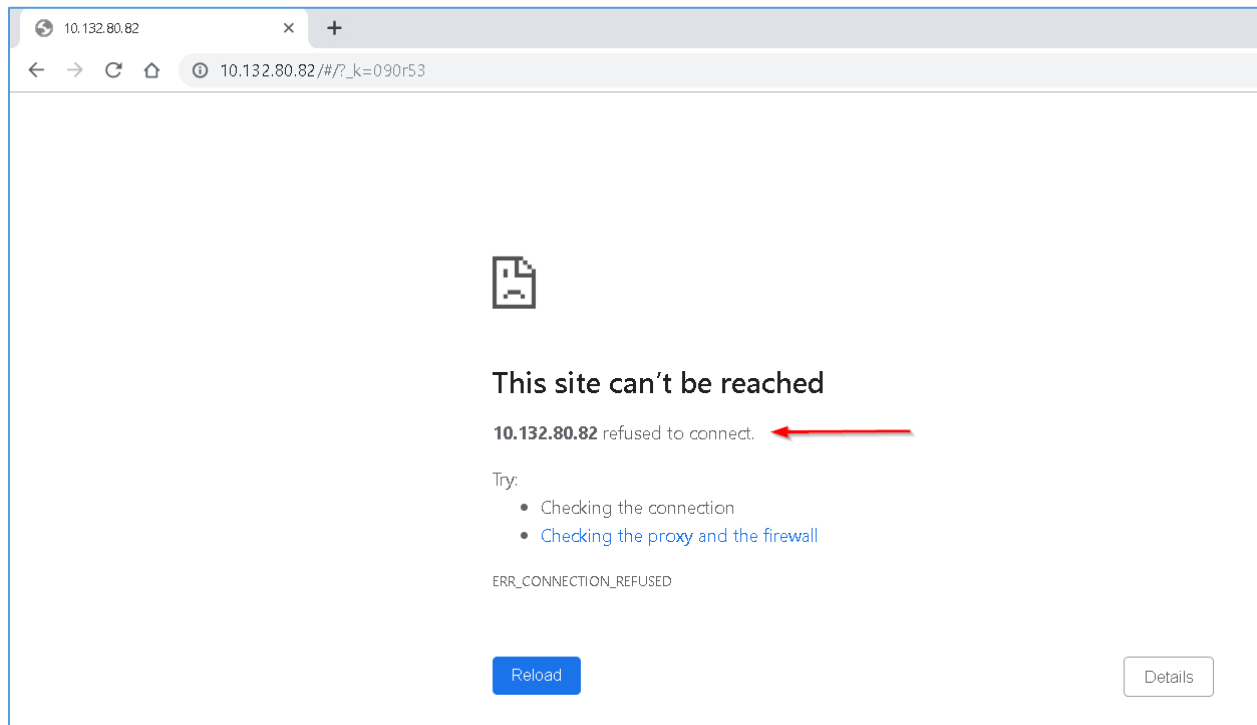 10.132.80.82
10.132.80.82/#/?_k=090r53
This site can't be reached
10.132.80.82 refused to connect.
Try:
Checking the connection
Checking the proxy and the firewall
ERR_CONNECTION_REFUSED
Reload
Details